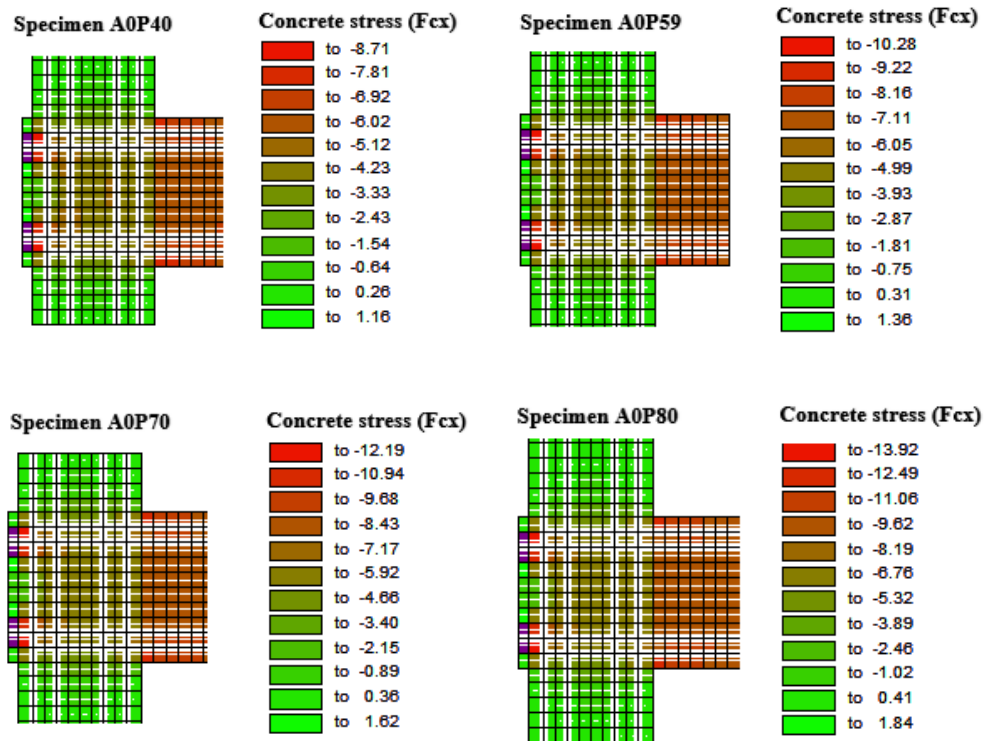 Specimen A0P40
Concrete stress (Fcx)
to -8.71
to -7.81
to -6.92
to -6.02
to -5.12
to -4.23
to -3.33
to -2.43
to -1.54
to -0.64
to 0.26
to 1.16
Specimen A0P59
Concrete stress (Fcx)
to -10.28
to -9.22
to -8.16
to -7.11
to -6.05
to -4.99
to -3.93
to -2.87
to -1.81
to -0.75
to 0.31
to 1.36
Specimen A0P70
Concrete stress (Fcx)
to -12.19
to -10.94
to -9.68
to -8.43
to -7.17
to -5.92
to -4.66
to -3.40
to -2.15
to -0.89
to 0.36
to 1.62
Specimen A0P80
Concrete stress (Fcx)
to -13.92
to -12.49
to -11.06
to -9.62
to -8.19
to -6.76
to -5.32
to -3.89
to -2.46
to -1.02
to 0.41
to 1.84